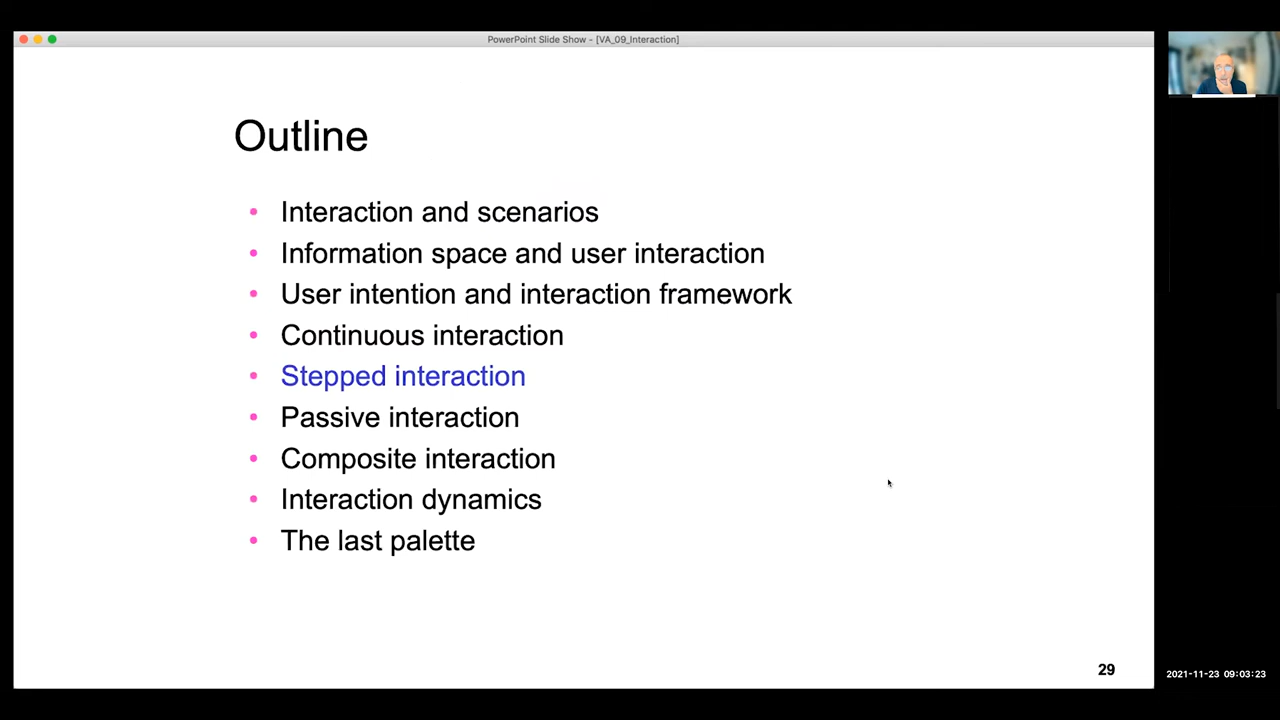 PowerPoint Slide Show - [VA_09_Interaction]
Outline
• Interaction and scenarios
• Information space and user interaction
• User intention and interaction framework
• Continuous interaction
• Stepped interaction
• Passive interaction
• Composite interaction
• Interaction dynamics
• The last palette
29
2021-11-23 09:03:23